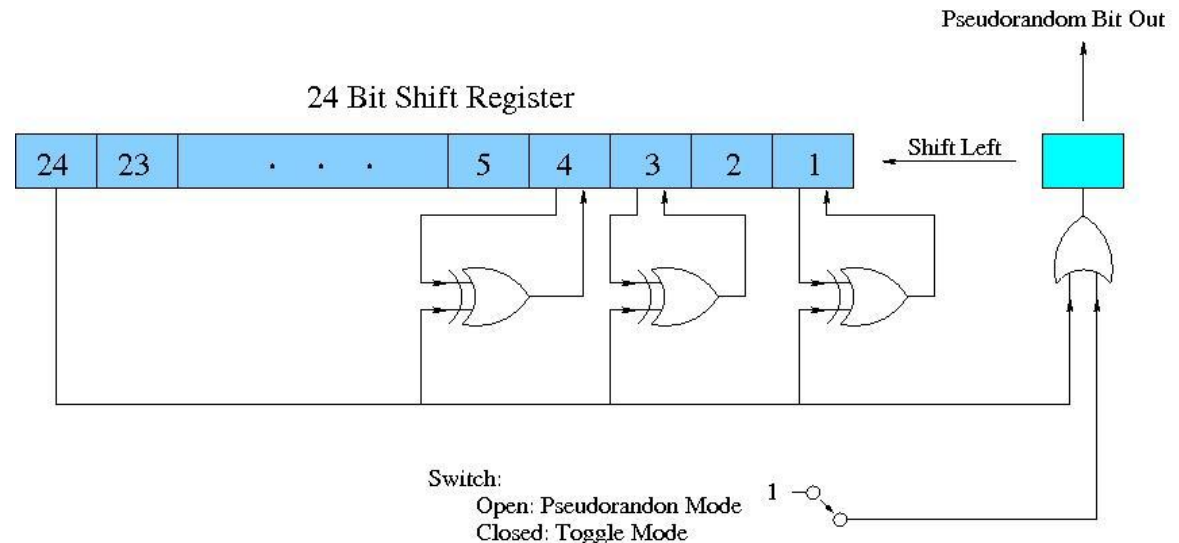 Pseudorandom Bit Out
24 Bit Shift Register
24 23 . . . 5 4 3 2 1
Shift Left
Switch:
1
Open: Pseudorandon Mode
Closed: Toggle Mode